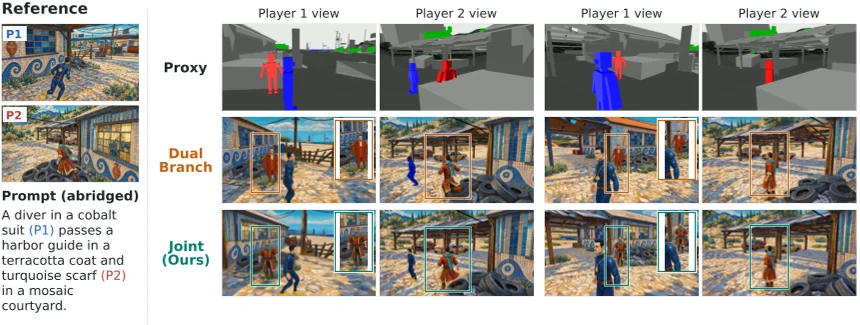 Reference
P1
P2
Prompt (abridged)
A diver in a cobalt
suit (P1) passes a
harbor guide in a
terracotta coat and
turquoise scarf (P2)
in a mosaic
courtyard.
Player 1 view
Player 2 view
Player 1 view
Player 2 view
Proxy
Dual
Branch
Joint
(Ours)